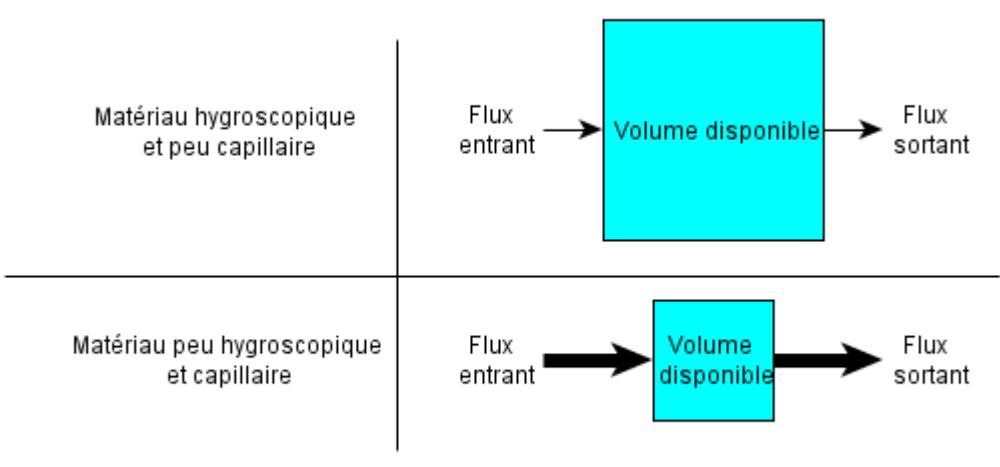 Matériau hygroscopique
et peu capillaire
Flux
entrant
Volume disponible
Flux
sortant
Matériau peu hygroscopique
et capillaire
Flux
entrant
Volume
disponible
Flux
sortant